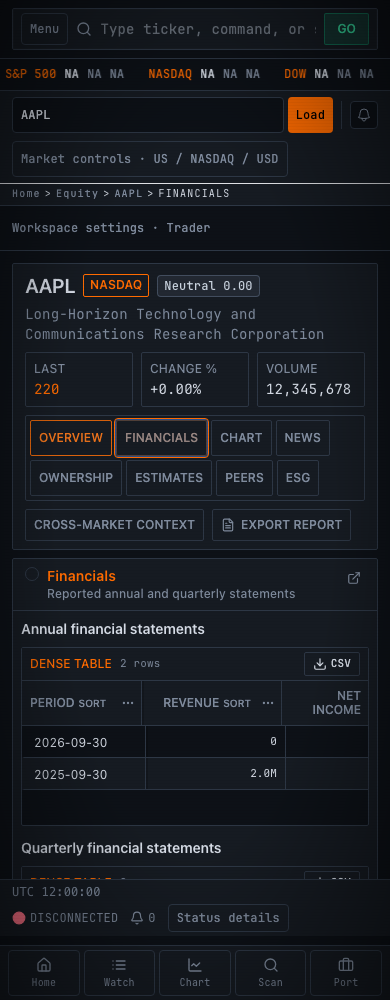 Menu Type ticker, command, or GO
S&P 500 NA NA NA NASDAQ NA NA NA DOW NA NA NA
AAPL Load
Market controls · US / NASDAQ / USD
Home > Equity > AAPL > FINANCIALS
Workspace settings · Trader
AAPL NASDAQ Neutral 0.00
Long-Horizon Technology and
Communications Research Corporation
LAST CHANGE % VOLUME
220 +0.00% 12,345,678
OVERVIEW FINANCIALS CHART NEWS
OWNERSHIP ESTIMATES PEERS ESG
CROSS-MARKET CONTEXT EXPORT REPORT
Financials
Reported annual and quarterly statements
Annual financial statements
DENSE TABLE 2 rows CSV
PERIOD SORT ··· REVENUE SORT ··· NET
INCOME
2026-09-30 0
2025-09-30 2.0M
Quarterly financial statements
UTC 12:00:00
DISCONNECTED 0 Status details
Home Watch Chart Scan Port